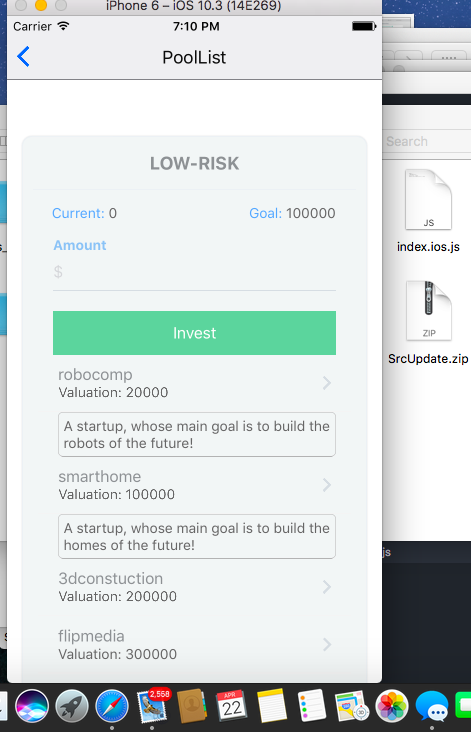 iPhone 6 – iOS 10.3 (14E269)
Carrier 7:10 PM
PoolList
LOW-RISK
Current: 0 Goal: 100000
Amount
$
Invest
robocomp
Valuation: 20000
A startup, whose main goal is to build the
robots of the future!
smarthome
Valuation: 100000
A startup, whose main goal is to build the
homes of the future!
3dconstuction
Valuation: 200000
flipmedia
Valuation: 300000
Search
JS
index.ios.js
ZIP
SrcUpdate.zip
js
2,558
APR
22